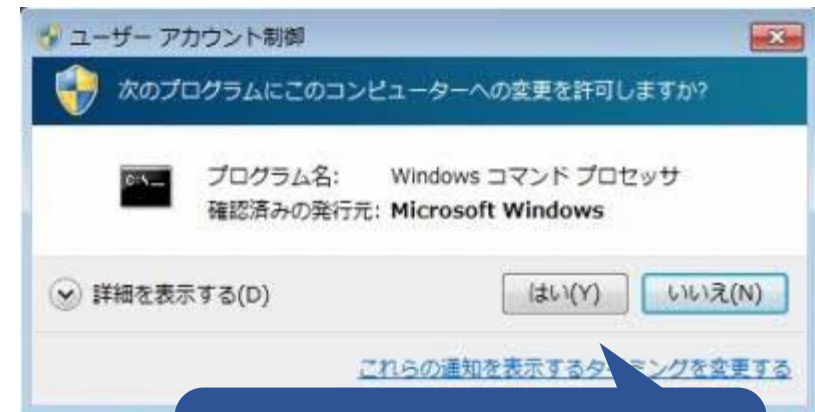 ユーザー アカウント制御
次のプログラムにこのコンピューターへの変更を許可しますか?
C:\_
プログラム名: Windows コマンド プロセッサ
確認済みの発行元: Microsoft Windows
詳細を表示する(D) はい(Y) いいえ(N)
これらの通知を表示するタイミングを変更する